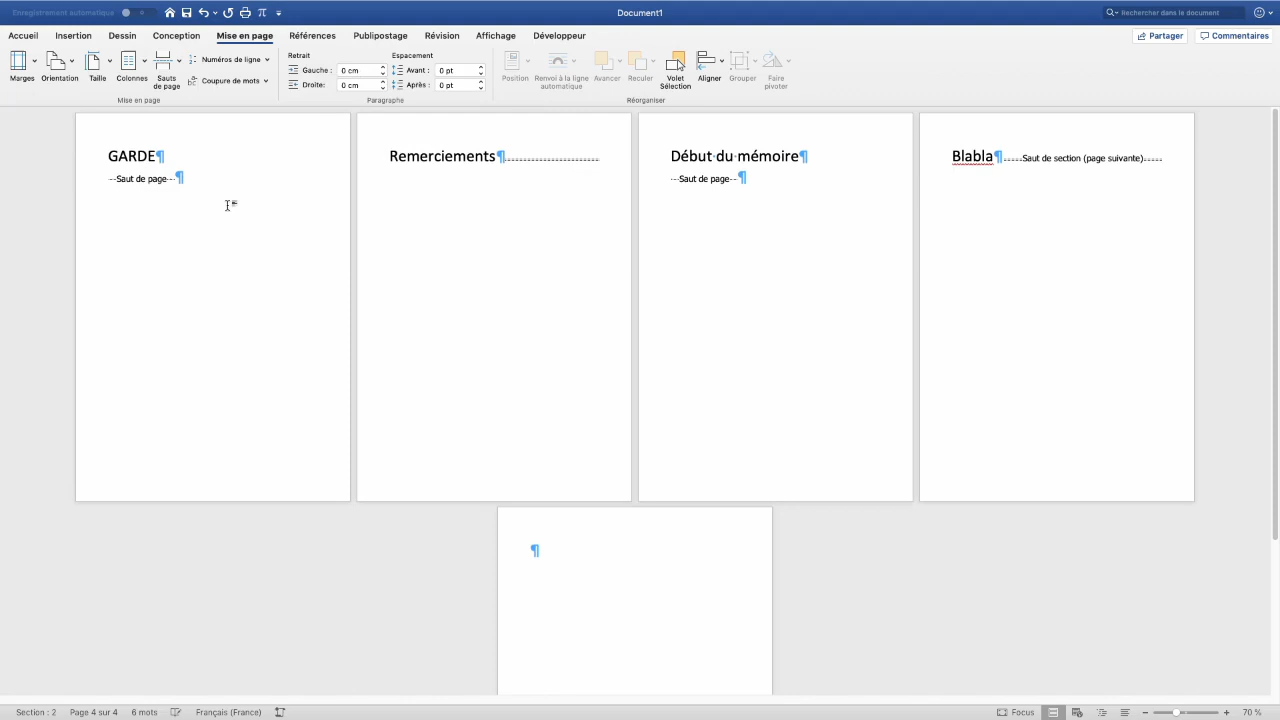 Enregistrement automatique
Document1
Rechercher dans le document
Accueil Insertion Dessin Conception Mise en page Références Publipostage Révision Affichage Développeur
Partager Commentaires
Marges Orientation Taille Colonnes Sauts de page
Numéros de ligne
Coupure de mots
Mise en page
Retrait Espacement
Gauche : 0 cm Avant : 0 pt
Droite: 0 cm Après : 0 pt
Paragraphe
Position Renvoi à la ligne automatique Avancer Reculer Volet Sélection Aligner Grouper Faire pivoter
Réorganiser
GARDE¶
Saut de page ¶
Remerciements¶
Début·du·mémoire¶
Saut de page ¶
Blabla¶ Saut de section (page suivante)
¶
Section : 2 Page 4 sur 4 6 mots Français (France) Focus 70 %